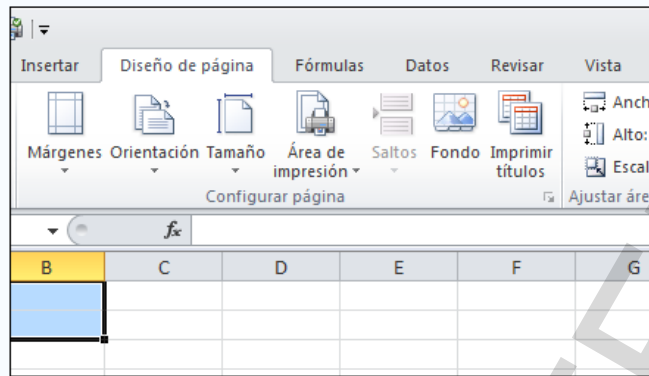 Insertar Diseño de página Fórmulas Datos Revisar Vista
Márgenes Orientación Tamaño Área de impresión Saltos Fondo Imprimir títulos
Anch
Alto:
Escal
Configurar página Ajustar áre
fx
B C D E F G